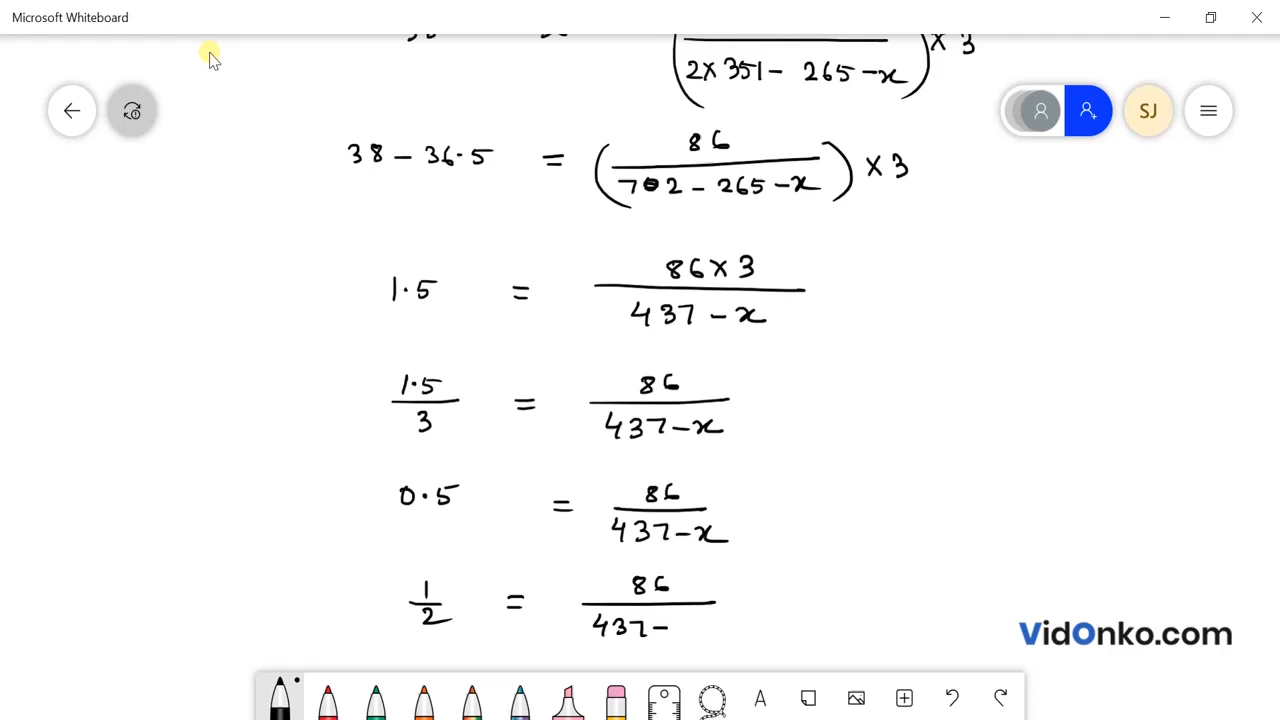 Microsoft Whiteboard
× 3
2 × 351 - 265 - x
SJ
38 - 36.5 = (86 / 702 - 265 - x) × 3
1.5 = 86 × 3 / 437 - x
1.5 / 3 = 86 / 437 - x
0.5 = 86 / 437 - x
1 / 2 = 86 / 437 -
VidOnko.com
A